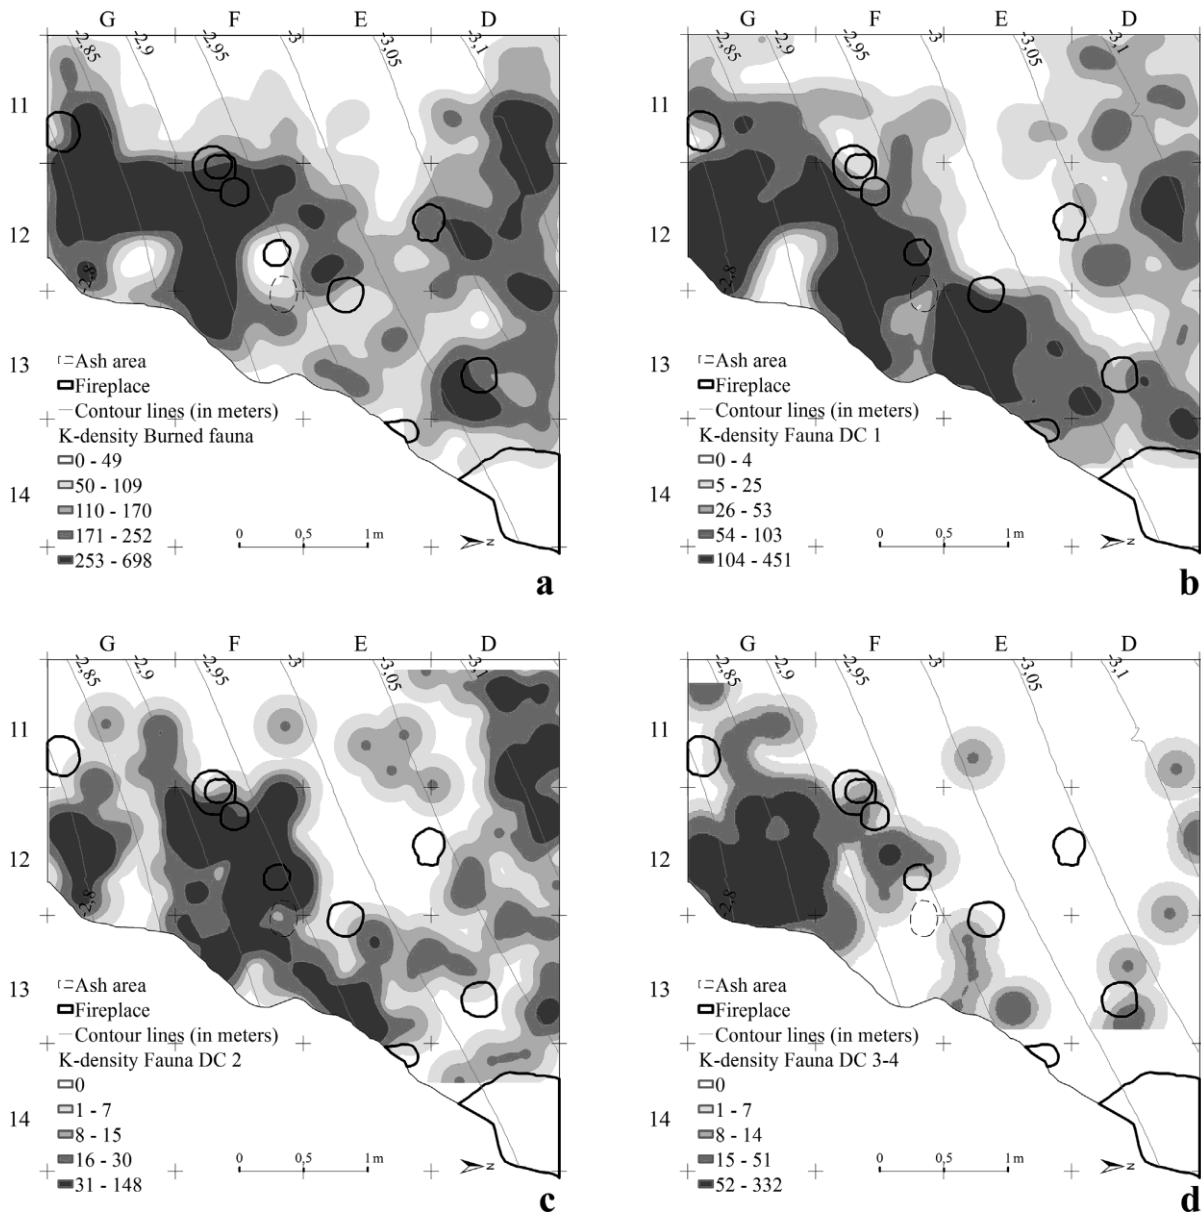 G F E D
-2,85 -2,9 -2,95 -3 -3,05 -3,1
11
12
-2,8
13
Ash area
Fireplace
Contour lines (in meters)
K-density Burned fauna
0 - 49
50 - 109
110 - 170
171 - 252
253 - 698
14
0 0,5 1 m
N
a
G F E D
-2,85 -2,9 -2,95 -3 -3,05 -3,1
11
12
-2,8
13
Ash area
Fireplace
Contour lines (in meters)
K-density Fauna DC 1
0 - 4
5 - 25
26 - 53
54 - 103
104 - 451
14
0 0,5 1 m
N
b
G F E D
-2,85 -2,9 -2,95 -3 -3,05 -3,1
11
12
-2,8
13
Ash area
Fireplace
Contour lines (in meters)
K-density Fauna DC 2
0
1 - 7
8 - 15
16 - 30
31 - 148
14
0 0,5 1 m
N
c
G F E D
-2,85 -2,9 -2,95 -3 -3,05 -3,1
11
12
-2,8
13
Ash area
Fireplace
Contour lines (in meters)
K-density Fauna DC 3-4
0
1 - 7
8 - 14
15 - 51
52 - 332
14
0 0,5 1 m
N
d